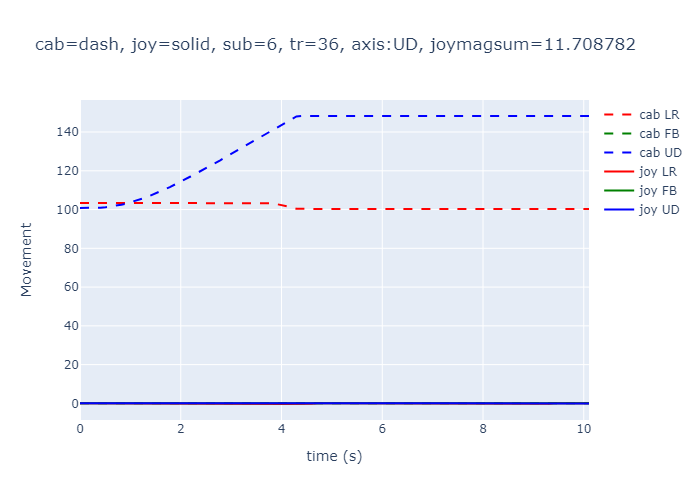 cab=dash, joy=solid, sub=6, tr=36, axis:UD, joymagsum=11.708782
140
120
100
80
60
40
20
0
Movement
0 2 4 6 8 10
time (s)
cab LR
cab FB
cab UD
joy LR
joy FB
joy UD